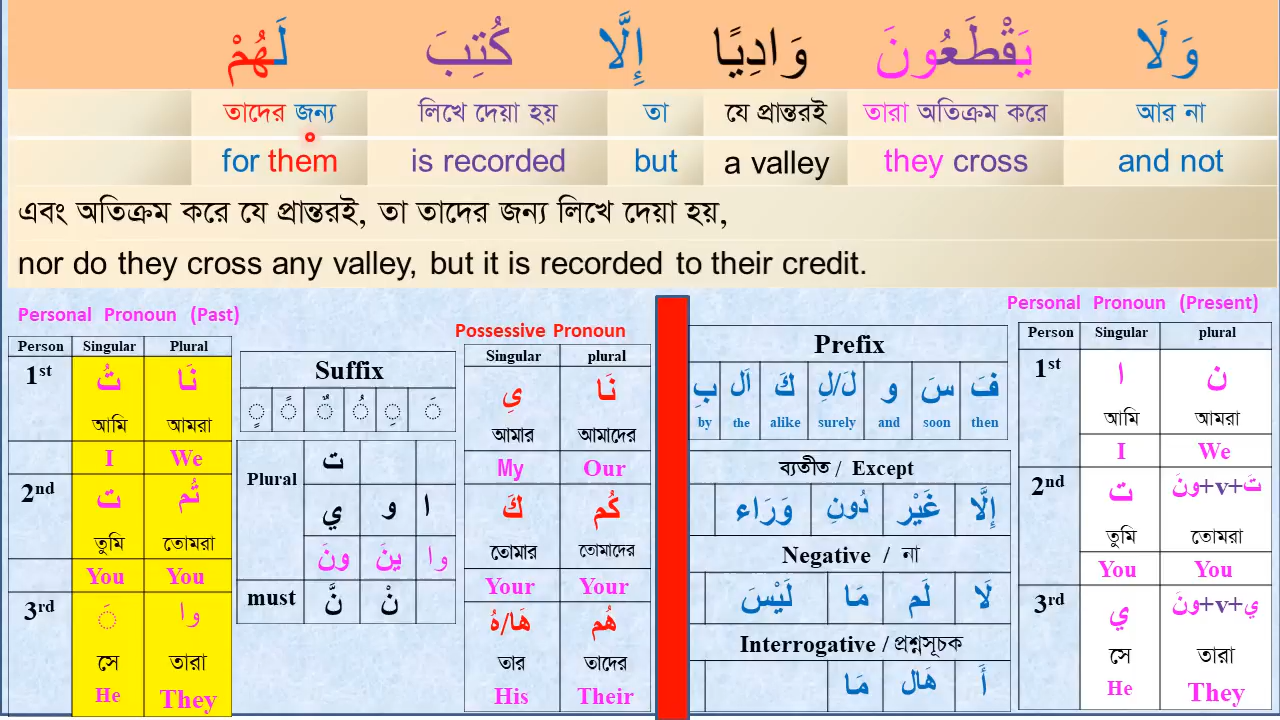 وَلَا يَقْطَعُونَ وَادِيًا إِلَّا كُتِبَ لَهُمْ
আর না তারা অতিক্রম করে যে প্রান্তরই তা লিখে দেয়া হয় তাদের জন্য
and not they cross a valley but is recorded for them
এবং অতিক্রম করে যে প্রান্তরই, তা তাদের জন্য লিখে দেয়া হয়,
nor do they cross any valley, but it is recorded to their credit.
Personal Pronoun (Past)
Person Singular Plural
1st تُ نَا
আমি আমরা
I We
2nd ت تُم
তুমি তোমরা
You You
3rd َ وا
সে তারা
He They
Suffix
ٍ ً ٌ ُ ِ َ
Plural ت
ي و ا
ونَ ينَ وا
must نَّ نْ
Possessive Pronoun
Singular plural
يِ نَا
আমার আমাদের
My Our
كَ كُم
তোমার তোমাদের
Your Your
هَا/هُ هُم
তার তাদের
His Their
Prefix
فَ سَ و لَ/لِ كَ اَل بِ
by the alike surely and soon then
ব্যতীত / Except
إِلَّا غَيْر دُونِ وَرَاء
Negative / না
لَا لَم مَا لَيْسَ
Interrogative / প্রশ্নসূচক
أَ هَال مَا
Personal Pronoun (Present)
Person Singular plural
1st ا ن
আমি আমরা
I We
2nd ت تَ+v+ونَ
তুমি তোমরা
You You
3rd ي ي+v+ونَ
সে তারা
He They